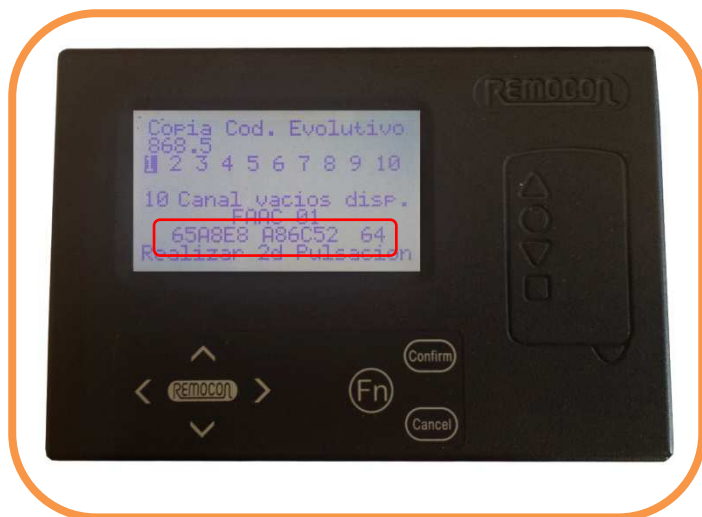 REMOCON
Copia Cod. Evolutivo
868.5
1 2 3 4 5 6 7 8 9 10
10 Canal vacios disp.
FAAC 01
65A8E8 A86C52 64
Realizar 2d Pulsacion
Confirm
REMOCON
Fn
Cancel